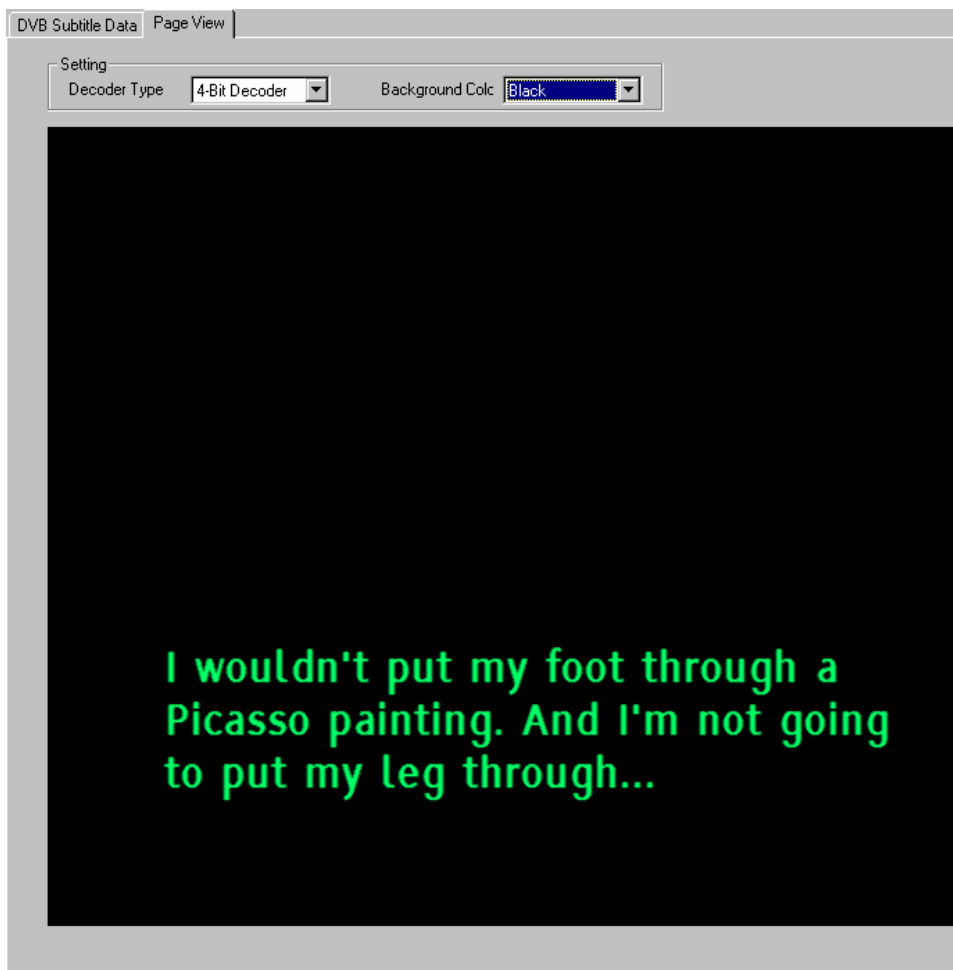 DVB Subtitle Data Page View
Setting
Decoder Type 4-Bit Decoder Background Colc Black
I wouldn't put my foot through a
Picasso painting. And I'm not going
to put my leg through...